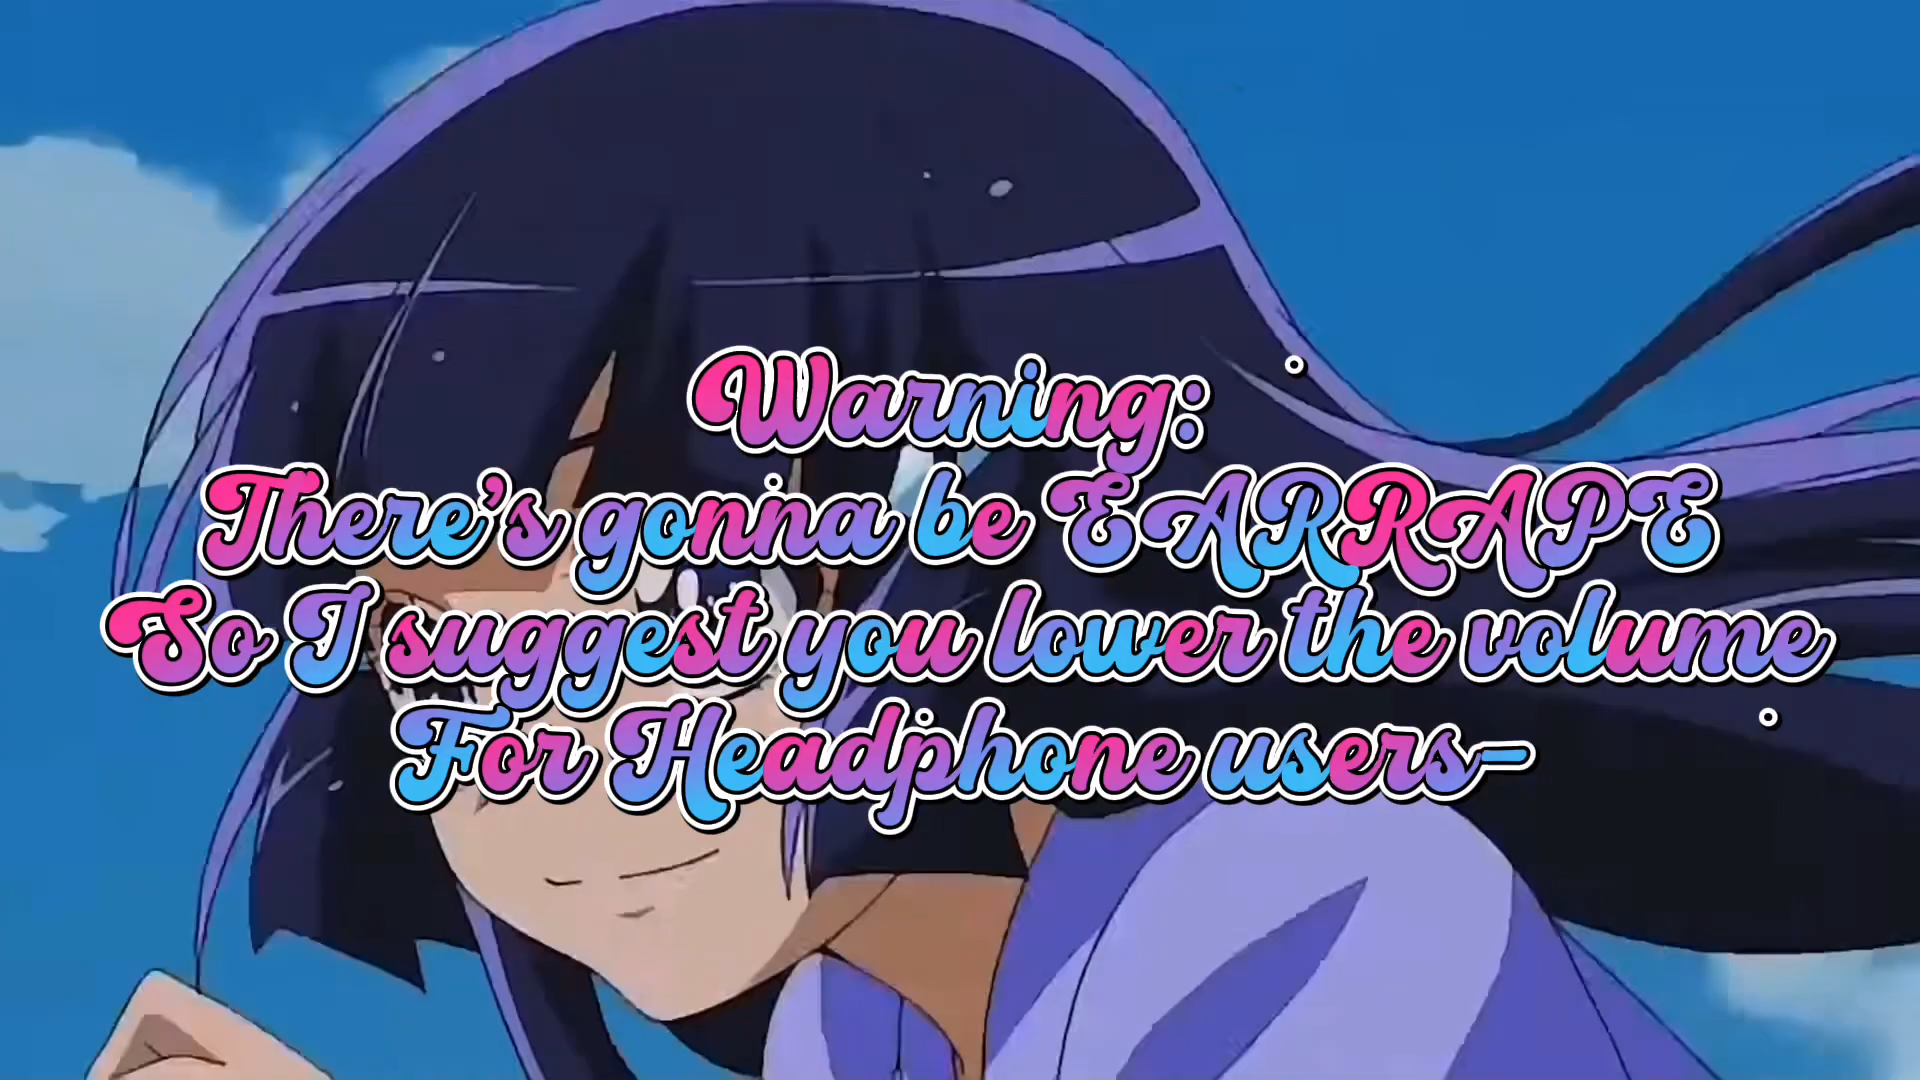 Warning:
There's gonna be EARRAPE
So I suggest you lower the volume
For Headphone users-